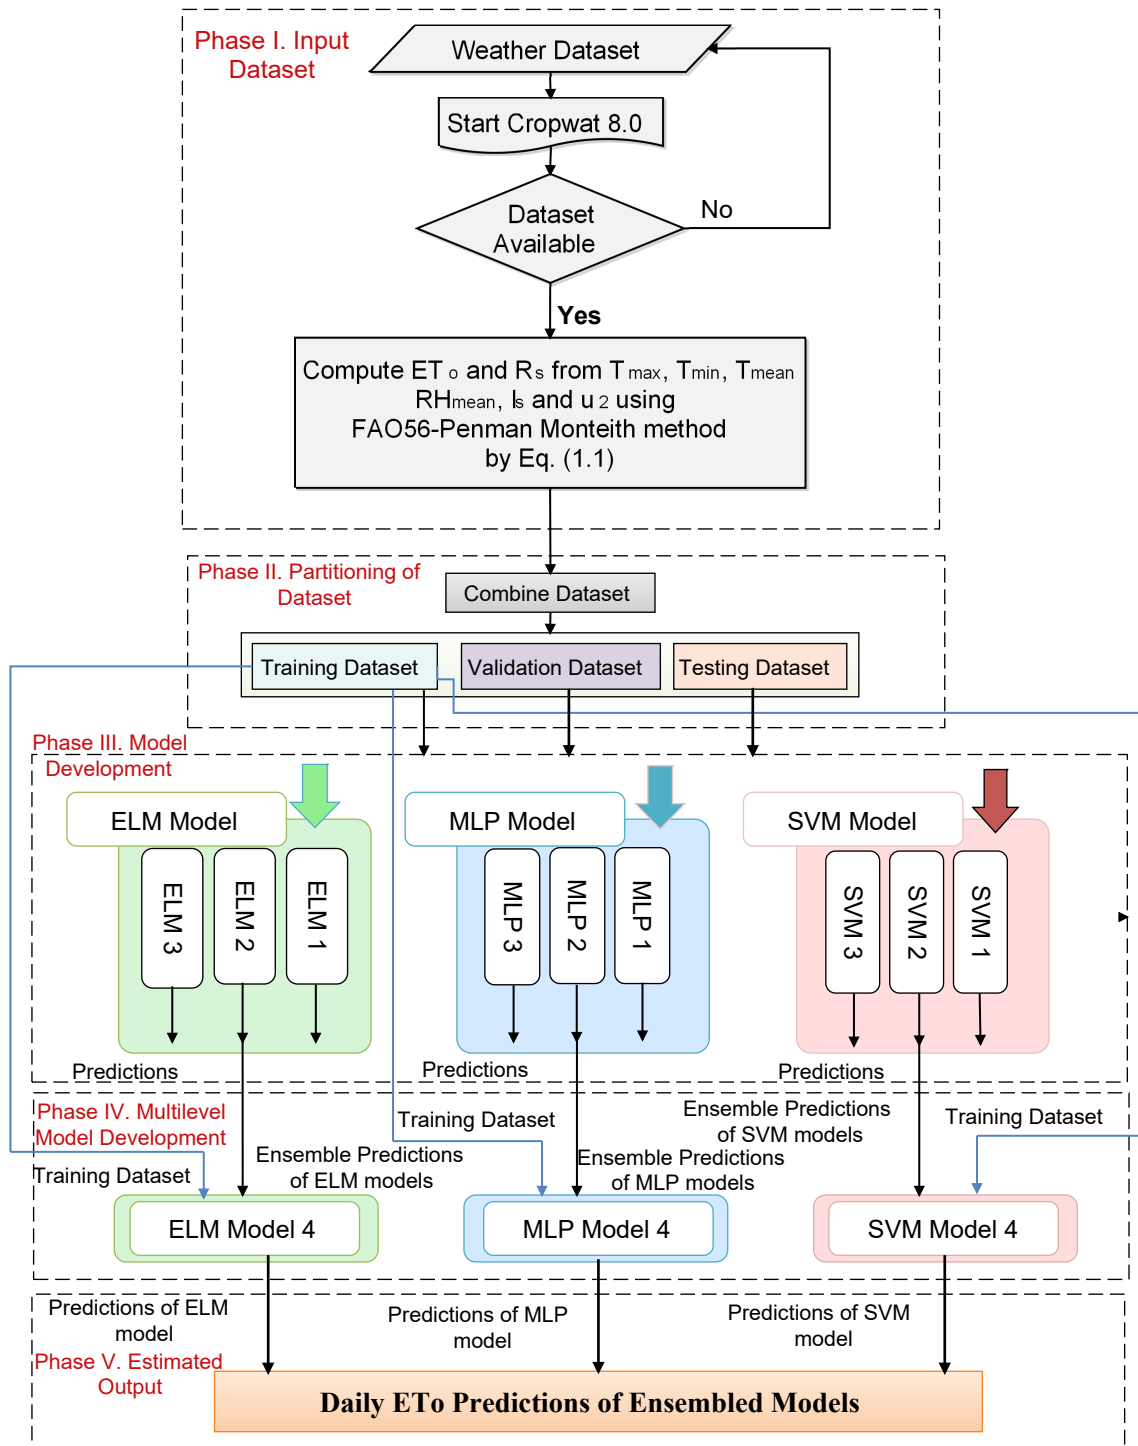 Phase I. Input
Dataset
Weather Dataset
Start Cropwat 8.0
Dataset
Available
No
Yes
Compute ET o and Rs from T max, Tmin, Tmean
RHmean, Is and u 2 using
FAO56-Penman Monteith method
by Eq. (1.1)
Phase II. Partitioning of
Dataset
Combine Dataset
Training Dataset
Validation Dataset
Testing Dataset
Phase III. Model
Development
ELM Model
MLP Model
SVM Model
ELM 3
ELM 2
ELM 1
MLP 3
MLP 2
MLP 1
SVM 3
SVM 2
SVM 1
Predictions
Predictions
Predictions
Phase IV. Multilevel
Model Development
Training Dataset
Ensemble Predictions
of ELM models
Training Dataset
Ensemble Predictions
of MLP models
Ensemble Predictions
of SVM models
Training Dataset
ELM Model 4
MLP Model 4
SVM Model 4
Predictions of ELM
model
Predictions of MLP
model
Predictions of SVM
model
Phase V. Estimated
Output
Daily ETo Predictions of Ensembled Models